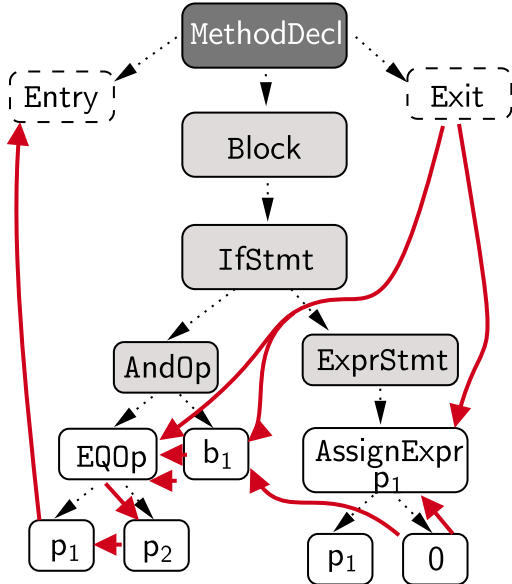 MethodDecl
Entry
Exit
Block
IfStmt
AndOp
ExprStmt
EQOp
b₁
AssignExpr
p₁
p₁
p₂
p₁
0